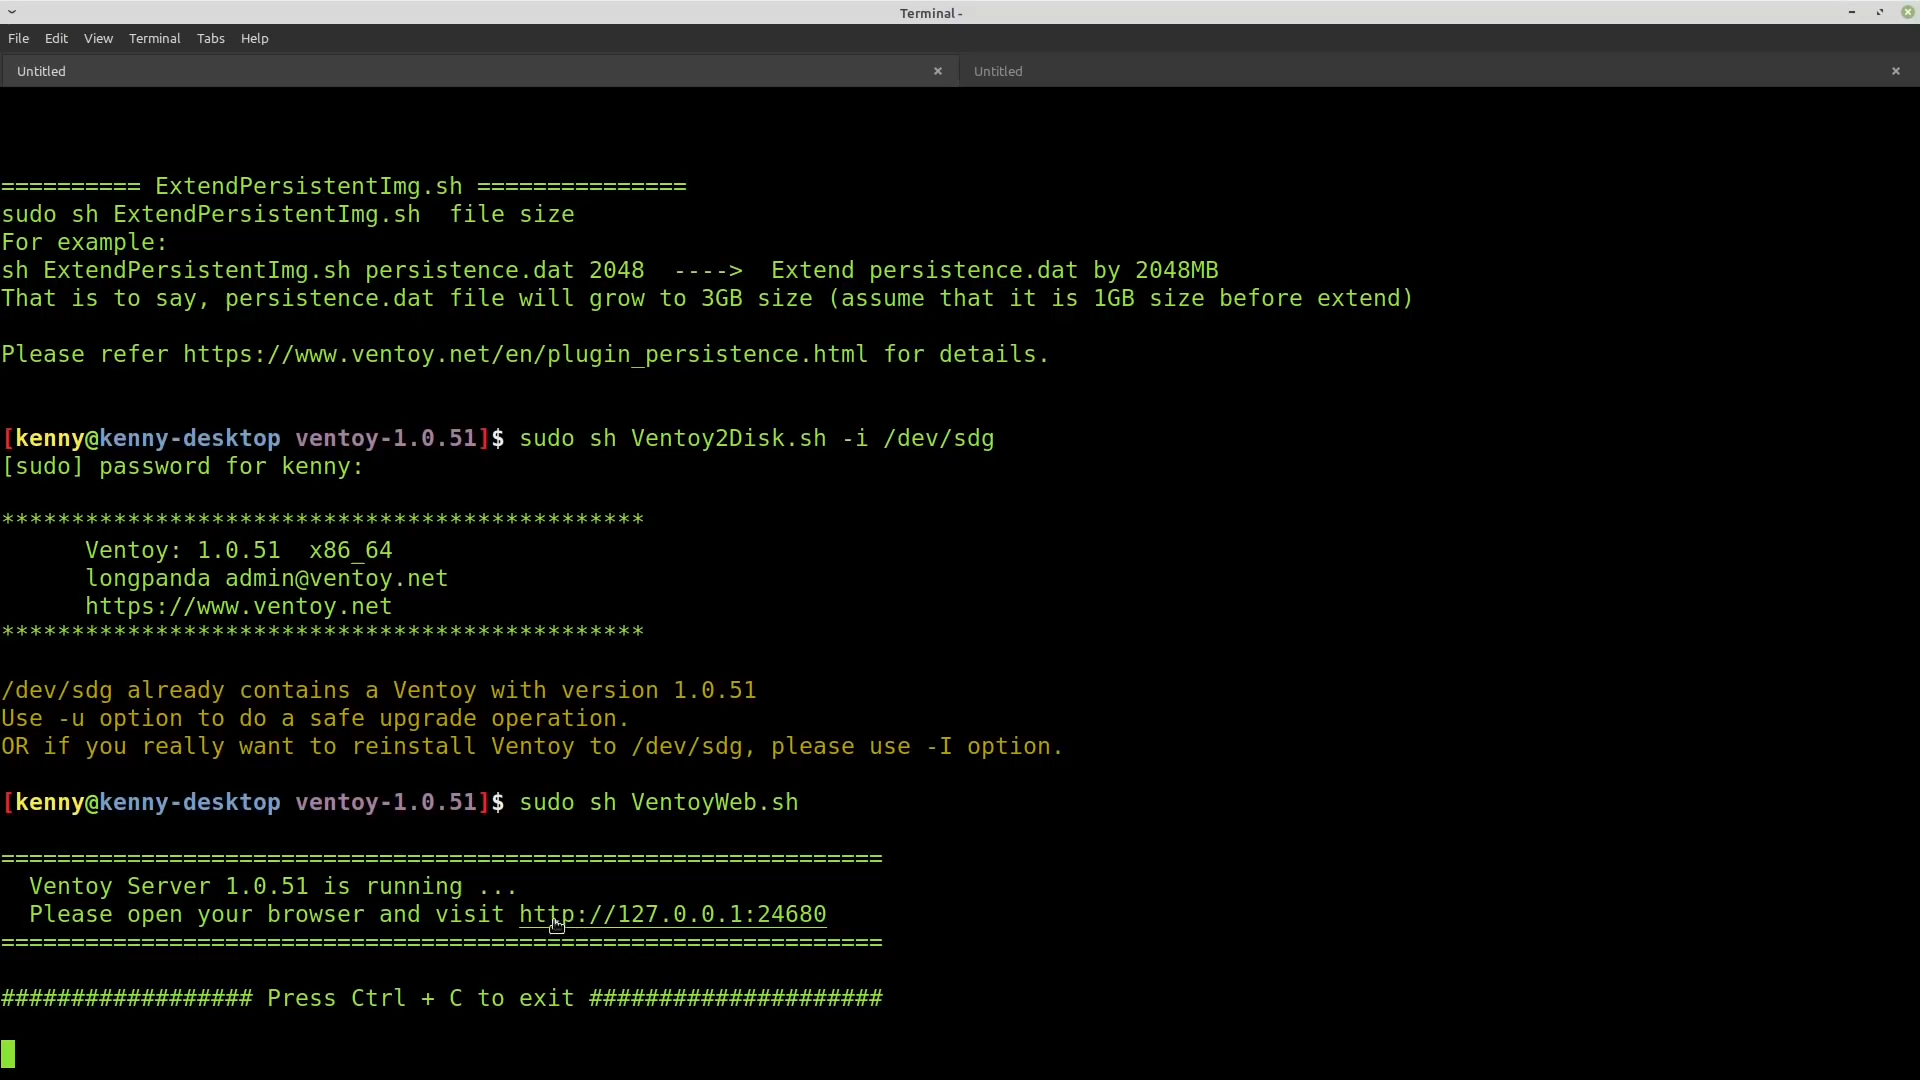 Terminal -
File Edit View Terminal Tabs Help
Untitled Untitled
========== ExtendPersistentImg.sh ===============
sudo sh ExtendPersistentImg.sh  file size
For example:
sh ExtendPersistentImg.sh persistence.dat 2048  ---->  Extend persistence.dat by 2048MB
That is to say, persistence.dat file will grow to 3GB size (assume that it is 1GB size before extend)
Please refer https://www.ventoy.net/en/plugin_persistence.html for details.
[kenny@kenny-desktop ventoy-1.0.51]$ sudo sh Ventoy2Disk.sh -i /dev/sdg
[sudo] password for kenny:
**********************************************
Ventoy: 1.0.51  x86_64
longpanda admin@ventoy.net
https://www.ventoy.net
**********************************************
/dev/sdg already contains a Ventoy with version 1.0.51
Use -u option to do a safe upgrade operation.
OR if you really want to reinstall Ventoy to /dev/sdg, please use -I option.
[kenny@kenny-desktop ventoy-1.0.51]$ sudo sh VentoyWeb.sh
===============================================================
Ventoy Server 1.0.51 is running ...
Please open your browser and visit http://127.0.0.1:24680
===============================================================
################## Press Ctrl + C to exit #####################